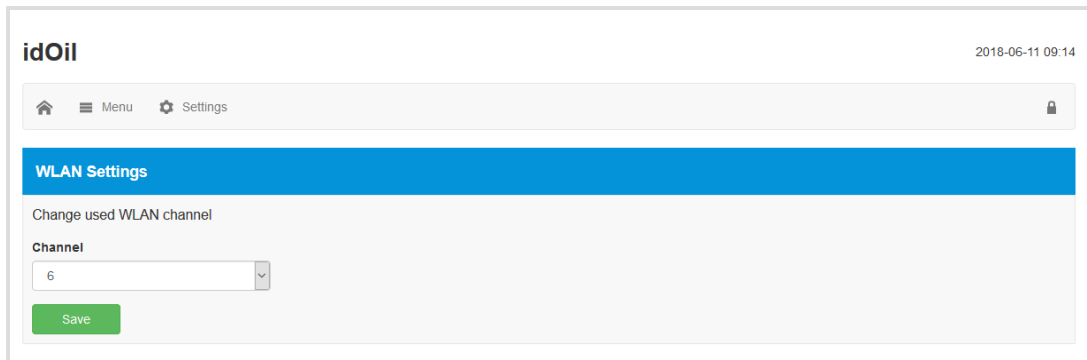 idOil
2018-06-11 09:14
Menu Settings
WLAN Settings
Change used WLAN channel
Channel
6
Save